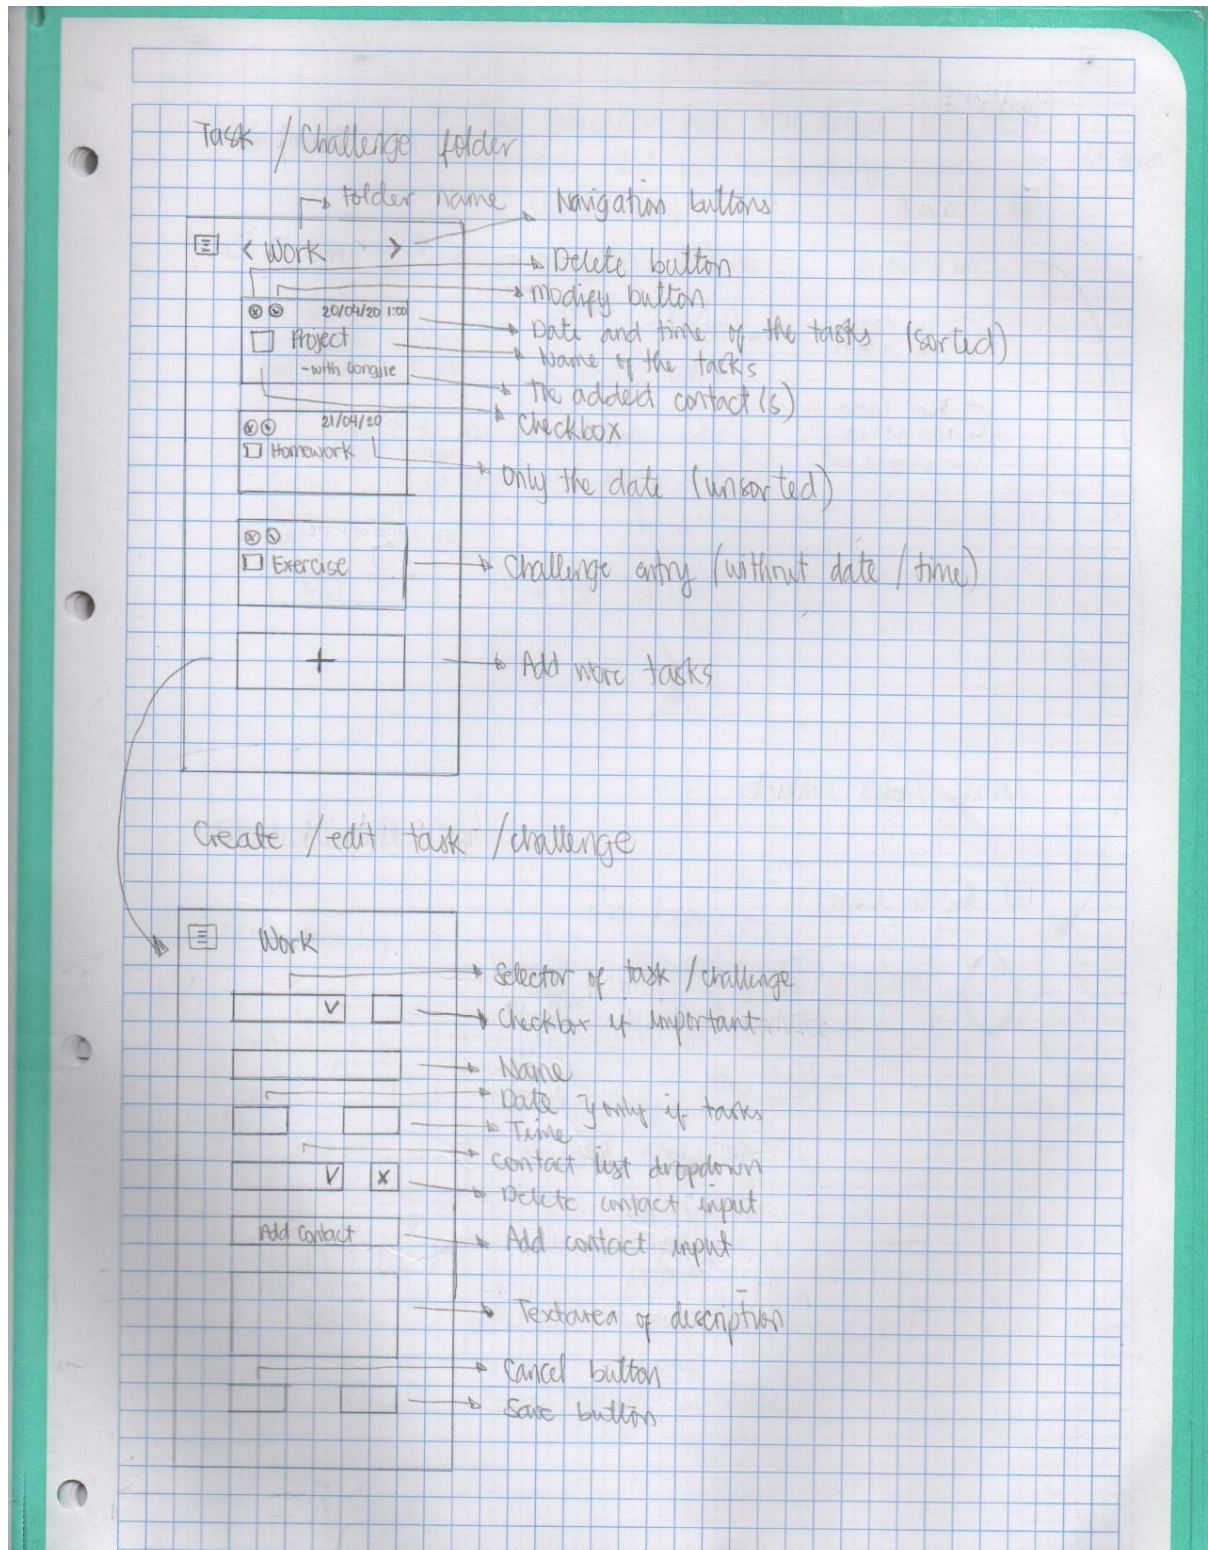 Task / Challenge folder
Folder name Navigation buttons
< Work >
Delete button
Modify button
20/04/20 1:00
Date and time of the tasks (sorted)
Project
Name of the tasks
-with
The added contact(s)
Checkbox
21/04/20
Homework
Only the date (unsorted)
Exercise
Challenge entry (without date / time)
+
Add more tasks
Create / edit task / challenge
Work
Selector of task / challenge
V
Checkbox if important
Name
Date } only if tasks
Time
Contact list dropdown
V X
Delete contact input
Add contact
Add contact input
Textarea of description
Cancel button
Save button